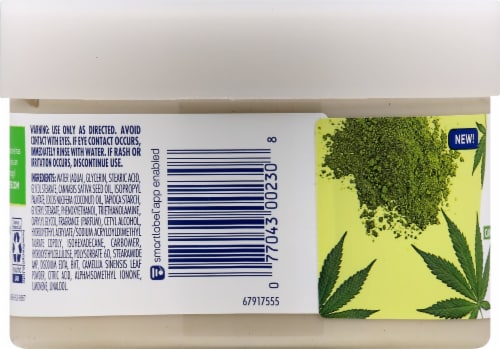 WARNING: USE ONLY AS DIRECTED. AVOID
CONTACT WITH EYES. IF EYE CONTACT OCCURS,
IMMEDIATELY RINSE WITH WATER. IF RASH OR
IRRITATION OCCURS, DISCONTINUE USE.
INGREDIENTS: WATER (AQUA), GLYCERIN, STEARIC ACID,
GLYCOL STEARATE, CANNABIS SATIVA SEED OIL, ISOPROPYL
PALMITATE, COCOS NUCIFERA (COCONUT) OIL, TAPIOCA STARCH,
GLYCERYL STEARATE, PHENOXYETHANOL, TRIETHANOLAMINE,
CAPRYLYL GLYCOL, FRAGRANCE (PARFUM), CETYL ALCOHOL,
HYDROXYETHYL ACRYLATE/SODIUM ACRYLOYLDIMETHYL
TAURATE COPOLY, ISOHEXADECANE, CARBOMER,
HYDROXYETHYLCELLULOSE, POLYSORBATE 60, STEARAMIDE
AMP, DISODIUM EDTA, BHT, CAMELLIA SINENSIS LEAF
POWDER, CITRIC ACID, ALPHA-ISOMETHYL IONONE,
LIMONENE, LINALOOL.
smartlabel app enabled
0 77043 00230 8
67917555
NEW!